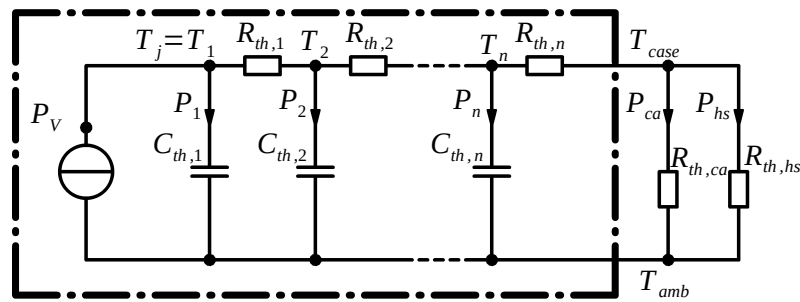 T_j=T_1
R_th,1
T_2
R_th,2
T_n
R_th,n
T_case
P_V
P_1
P_2
P_n
P_ca
P_hs
C_th,1
C_th,2
C_th,n
R_th,ca
R_th,hs
T_amb